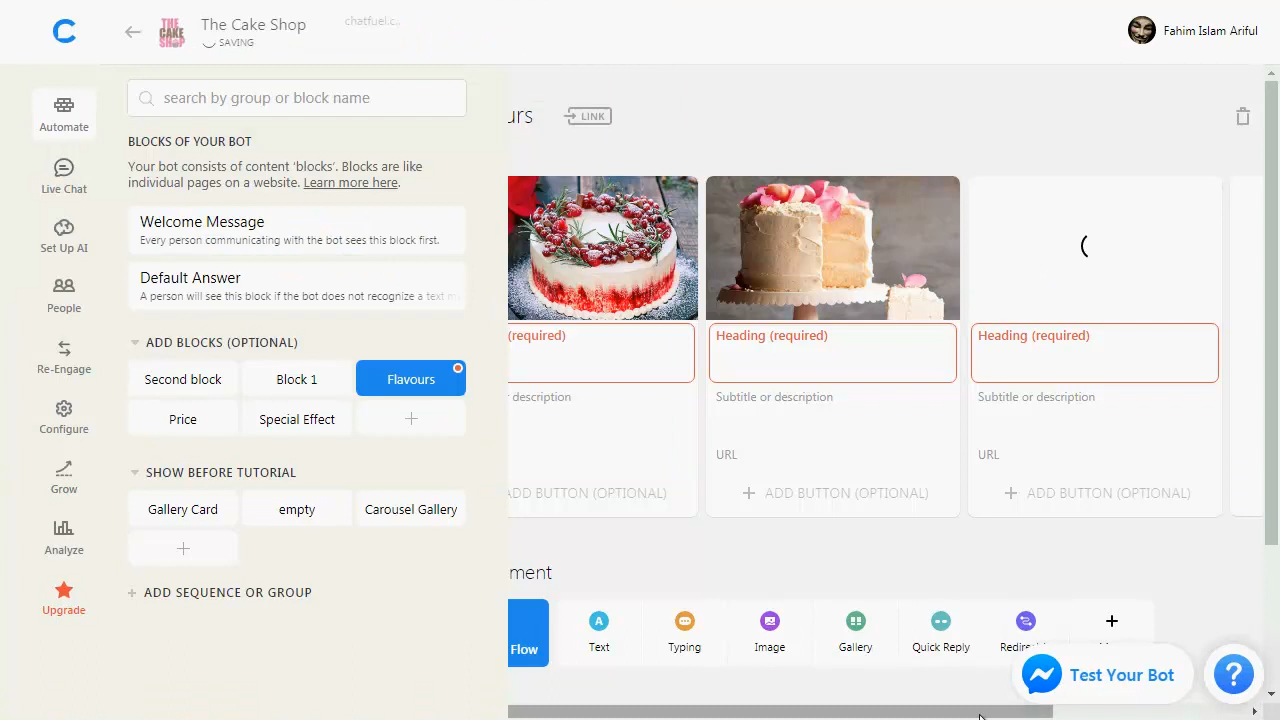 The Cake Shop
SAVING
chatfuel.c..
Fahim Islam Ariful
THE
CAKE
SHOP
Automate
Live Chat
Set Up AI
People
Re-Engage
Configure
Grow
Analyze
Upgrade
search by group or block name
BLOCKS OF YOUR BOT
Your bot consists of content 'blocks'. Blocks are like
individual pages on a website. Learn more here.
Welcome Message
Every person communicating with the bot sees this block first.
Default Answer
A person will see this block if the bot does not recognize a text m
ADD BLOCKS (OPTIONAL)
Second block
Block 1
Flavours
Price
Special Effect
SHOW BEFORE TUTORIAL
Gallery Card
empty
Carousel Gallery
ADD SEQUENCE OR GROUP
urs
LINK
(required)
Heading (required)
Heading (required)
or description
Subtitle or description
Subtitle or description
URL
URL
ADD BUTTON (OPTIONAL)
ADD BUTTON (OPTIONAL)
ADD BUTTON (OPTIONAL)
ment
Flow
A
Text
Typing
Image
Gallery
Quick Reply
Test Your Bot
?